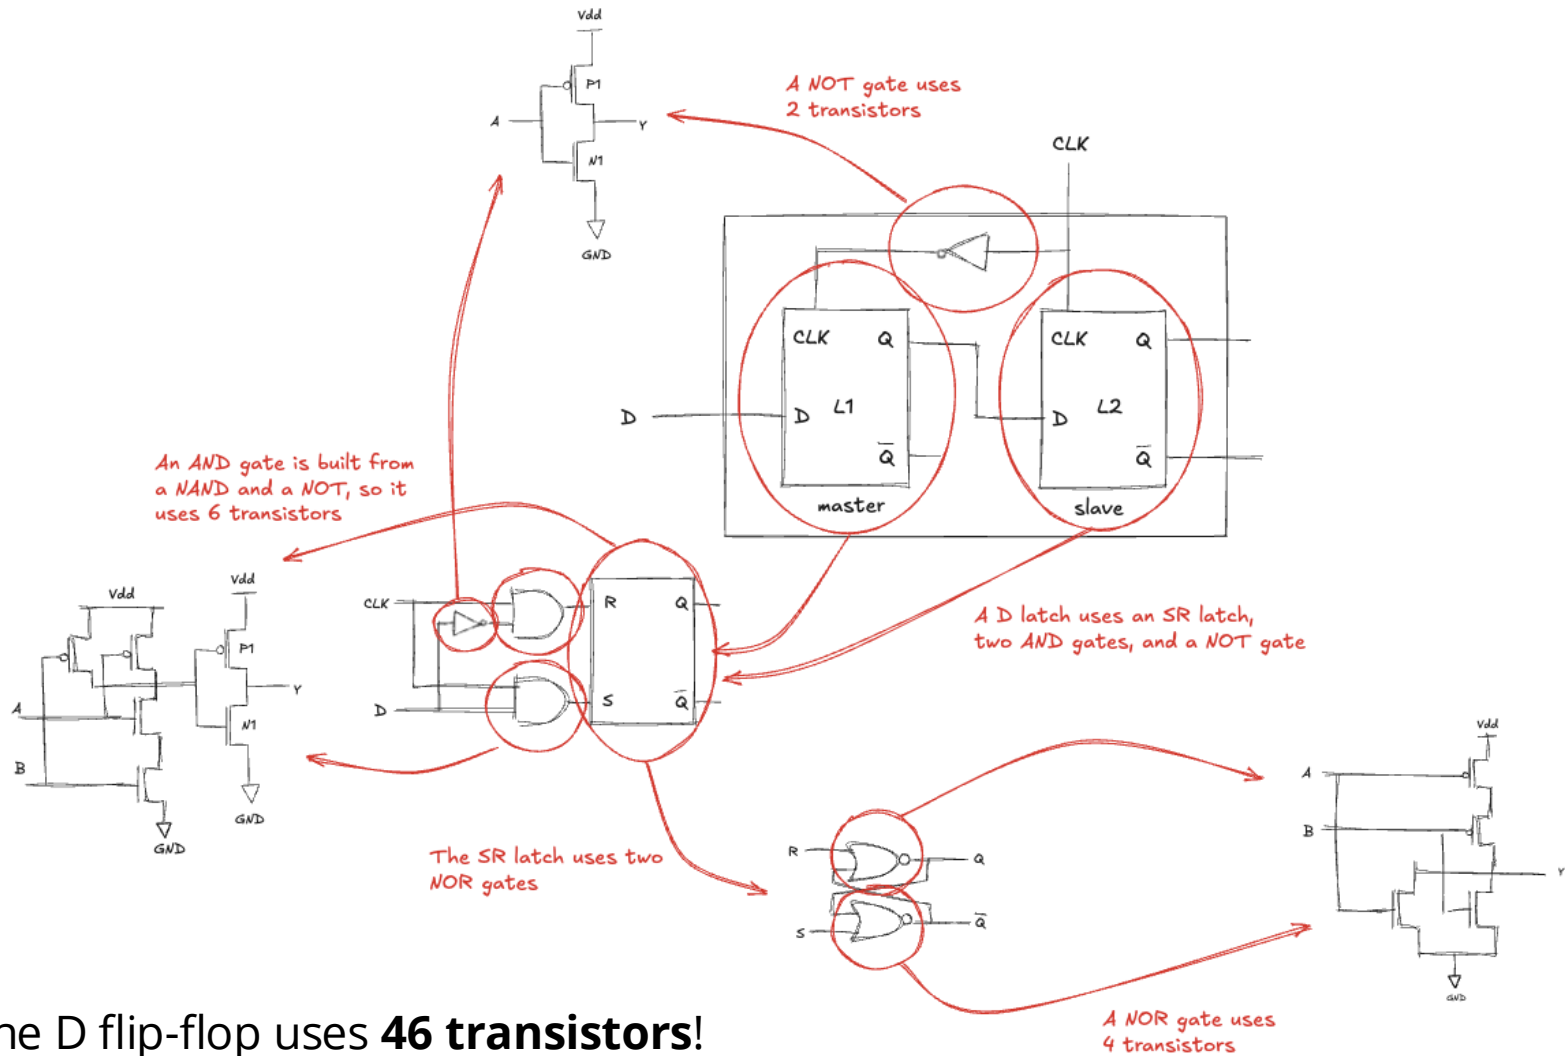 Vdd
P1
A
Y
N1
GND
A NOT gate uses
2 transistors
CLK
CLK
Q
L1
D
D
Q̅
master
CLK
Q
L2
D
Q̅
slave
An AND gate is built from
a NAND and a NOT, so it
uses 6 transistors
Vdd
Vdd
P1
Y
A
N1
B
GND
GND
CLK
R
Q
D
S
Q̅
A D latch uses an SR latch,
two AND gates, and a NOT gate
The SR latch uses two
NOR gates
R
Q
S
Q̅
Vdd
A
B
Y
GND
A NOR gate uses
4 transistors
D flip-flop uses 46 transistors!